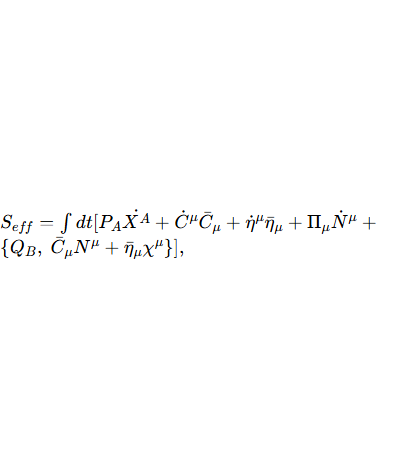 $S_{eff} = \int dt[P_A \dot{X^A} + \dot{C}^\mu \bar{C}_\mu + \dot{\eta}^\mu \bar{\eta}_\mu + \Pi_\mu \dot{N}^\mu +$
$\{Q_B,\ \bar{C}_\mu N^\mu + \bar{\eta}_\mu \chi^\mu\}],$